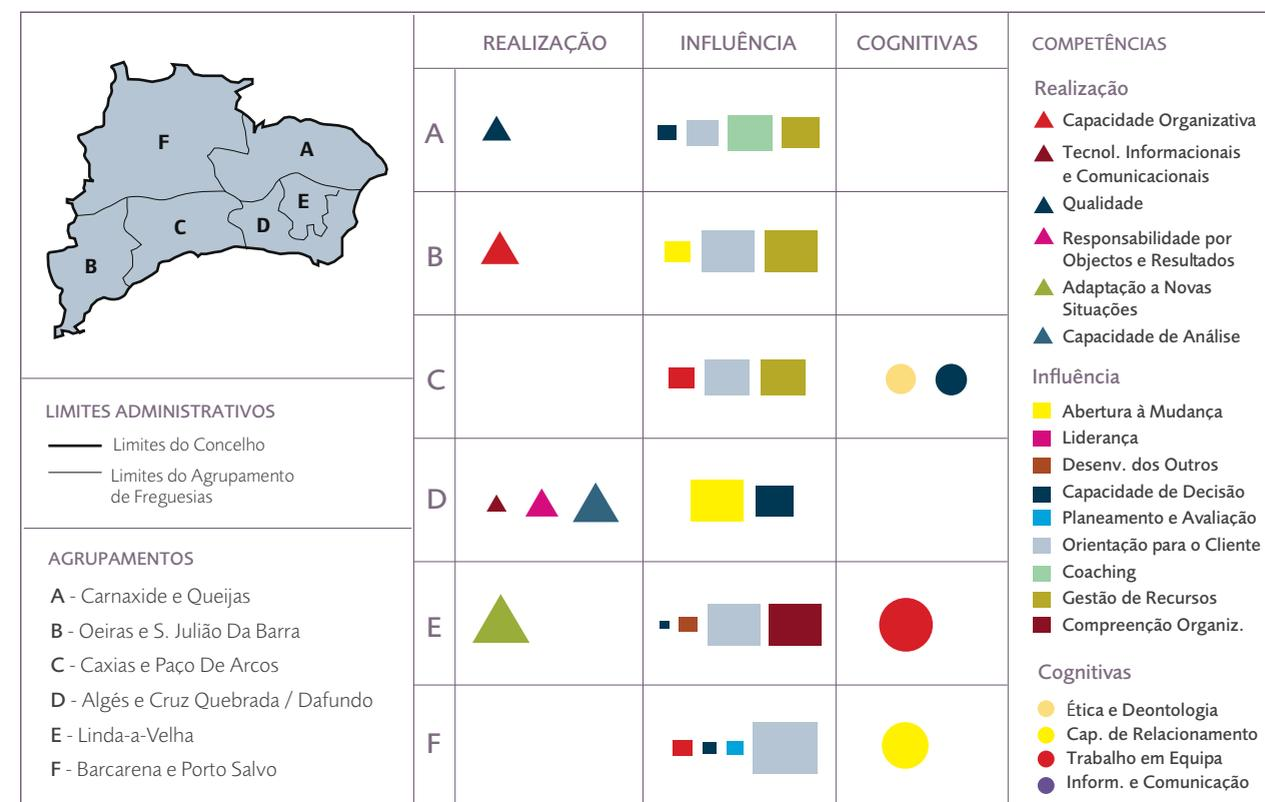 F
A
E
D
C
B
LIMITES ADMINISTRATIVOS
Limites do Concelho
Limites do Agrupamento
de Freguesias
AGRUPAMENTOS
A - Carnaxide e Queijas
B - Oeiras e S. Julião Da Barra
C - Caxias e Paço De Arcos
D - Algés e Cruz Quebrada / Dafundo
E - Linda-a-Velha
F - Barcarena e Porto Salvo
REALIZAÇÃO
INFLUÊNCIA
COGNITIVAS
A
B
C
D
E
F
COMPETÊNCIAS
Realização
Capacidade Organizativa
Tecnol. Informacionais
e Comunicacionais
Qualidade
Responsabilidade por
Objectos e Resultados
Adaptação a Novas
Situações
Capacidade de Análise
Influência
Abertura à Mudança
Liderança
Desenv. dos Outros
Capacidade de Decisão
Planeamento e Avaliação
Orientação para o Cliente
Coaching
Gestão de Recursos
Compreenção Organiz.
Cognitivas
Ética e Deontologia
Cap. de Relacionamento
Trabalho em Equipa
Inform. e Comunicação